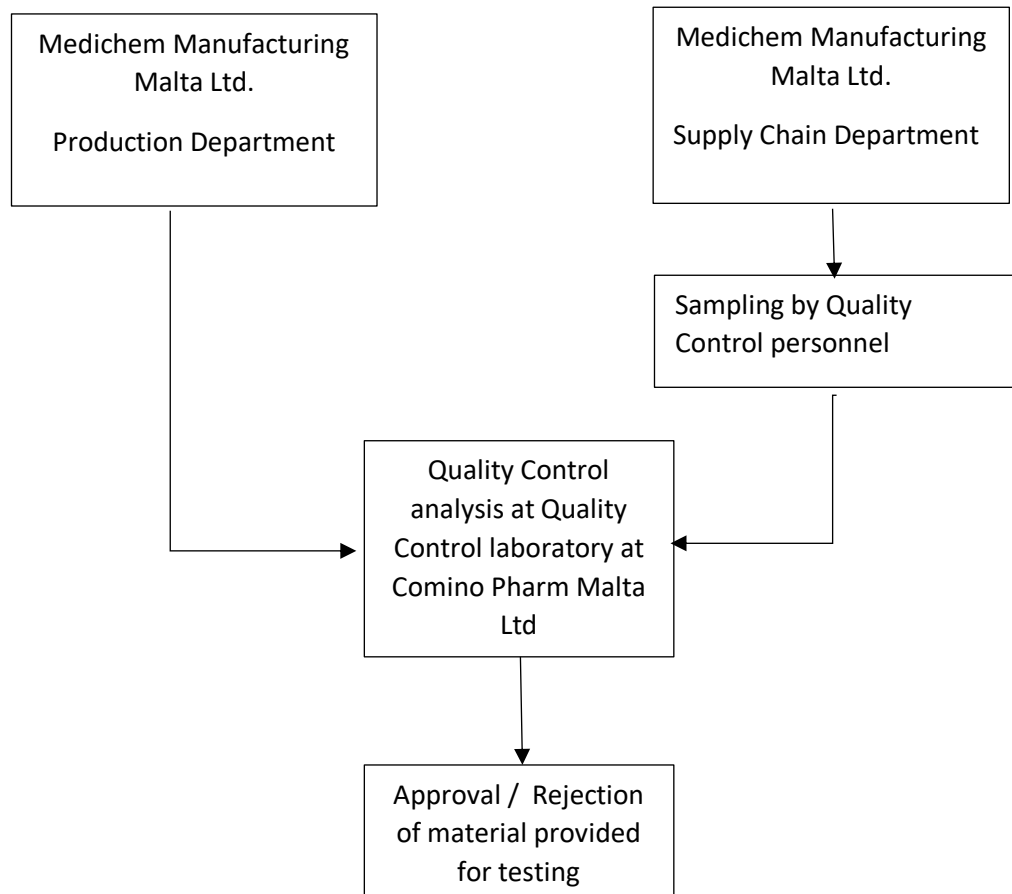 Medichem Manufacturing
Malta Ltd.
Production Department
Medichem Manufacturing
Malta Ltd.
Supply Chain Department
Sampling by Quality
Control personnel
Quality Control
analysis at Quality
Control laboratory at
Comino Pharm Malta
Ltd
Approval /  Rejection
of material provided
for testing